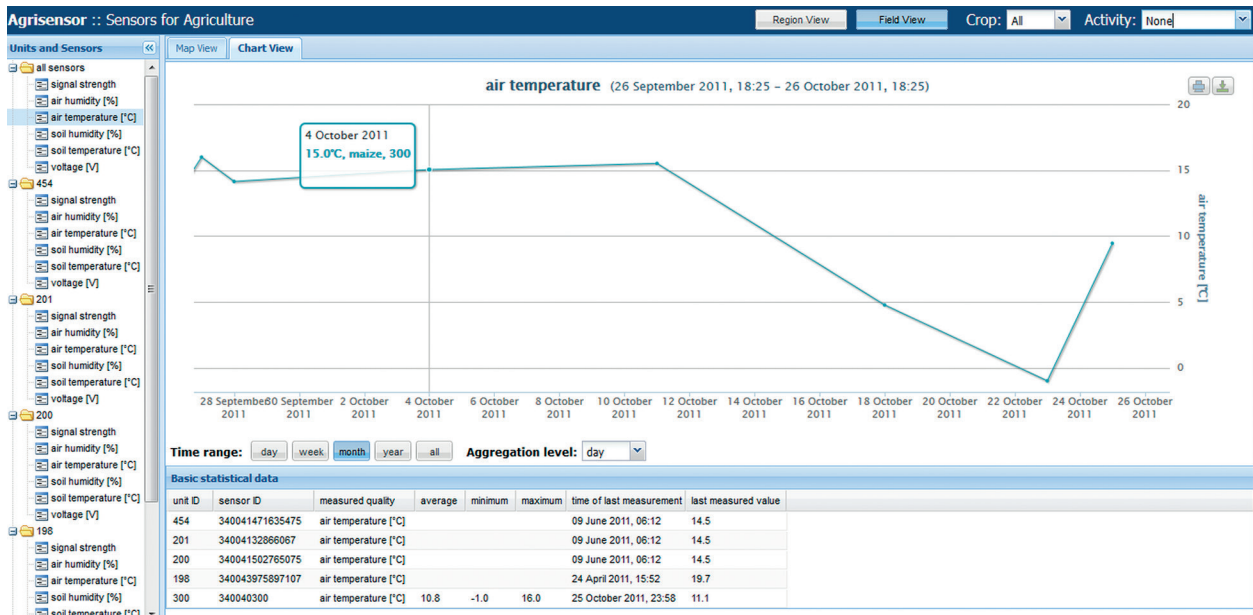 Agrisensor :: Sensors for Agriculture
Region View
Field View
Crop: All
Activity: None
Units and Sensors
all sensors
signal strength
air humidity [%]
air temperature [°C]
soil humidity [%]
soil temperature [°C]
voltage [V]
454
signal strength
air humidity [%]
air temperature [°C]
soil humidity [%]
soil temperature [°C]
voltage [V]
201
signal strength
air humidity [%]
air temperature [°C]
soil humidity [%]
soil temperature [°C]
voltage [V]
200
signal strength
air humidity [%]
air temperature [°C]
soil humidity [%]
soil temperature [°C]
voltage [V]
198
signal strength
air humidity [%]
air temperature [°C]
soil humidity [%]
soil temperature [°C]
Map View
Chart View
air temperature (26 September 2011, 18:25 – 26 October 2011, 18:25)
4 October 2011
15.0°C, maize, 300
20
15
10
5
0
air temperature [°C]
28 September 2011
30 September 2011
2 October 2011
4 October 2011
6 October 2011
8 October 2011
10 October 2011
12 October 2011
14 October 2011
16 October 2011
18 October 2011
20 October 2011
22 October 2011
24 October 2011
26 October 2011
Time range: day week month year all Aggregation level: day
Basic statistical data
unit ID sensor ID measured quality average minimum maximum time of last measurement last measured value
454 340041471635475 air temperature [°C] 09 June 2011, 06:12 14.5
201 34004132866067 air temperature [°C] 09 June 2011, 06:12 14.5
200 340041502765075 air temperature [°C] 09 June 2011, 06:12 14.5
198 340043975897107 air temperature [°C] 24 April 2011, 15:52 19.7
300 340040300 air temperature [°C] 10.8 -1.0 16.0 25 October 2011, 23:58 11.1